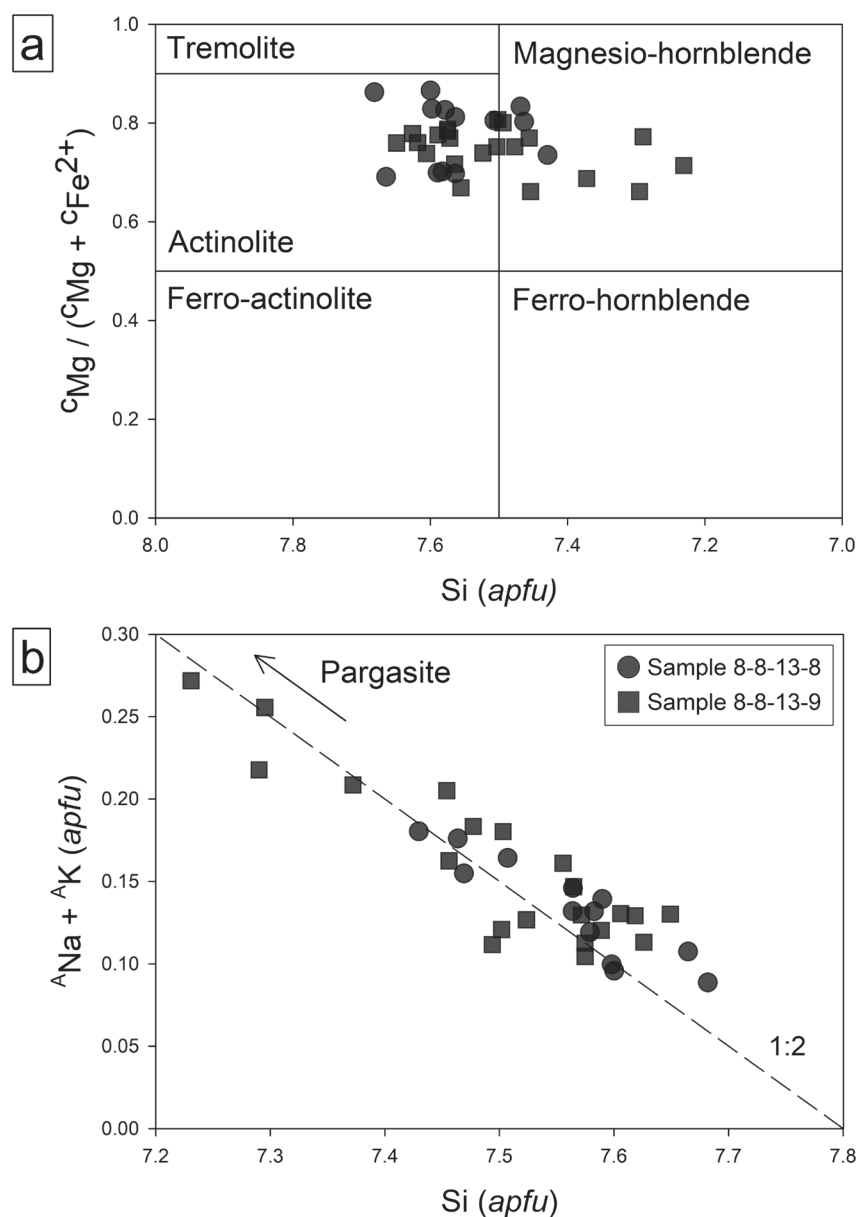 a
Tremolite
Magnesio-hornblende
Actinolite
Ferro-actinolite
Ferro-hornblende
1.0
0.8
0.6
0.4
0.2
0.0
ᶜMg / (ᶜMg + ᶜFe²⁺)
8.0 7.8 7.6 7.4 7.2 7.0
Si (apfu)
b
Pargasite
Sample 8-8-13-8
Sample 8-8-13-9
1:2
0.30
0.25
0.20
0.15
0.10
0.05
0.00
ᴬNa + ᴬK (apfu)
7.2 7.3 7.4 7.5 7.6 7.7 7.8
Si (apfu)